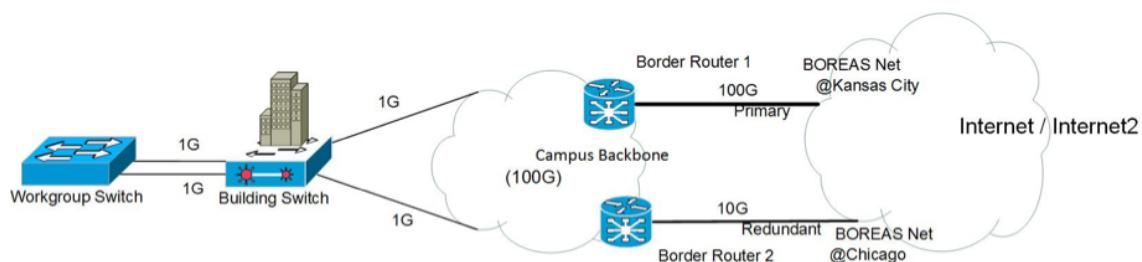 Workgroup Switch
1G
1G
Building Switch
1G
1G
Campus Backbone
(100G)
Border Router 1
100G
Primary
BOREAS Net
@Kansas City
Border Router 2
10G
Redundant
BOREAS Net
@Chicago
Internet / Internet2